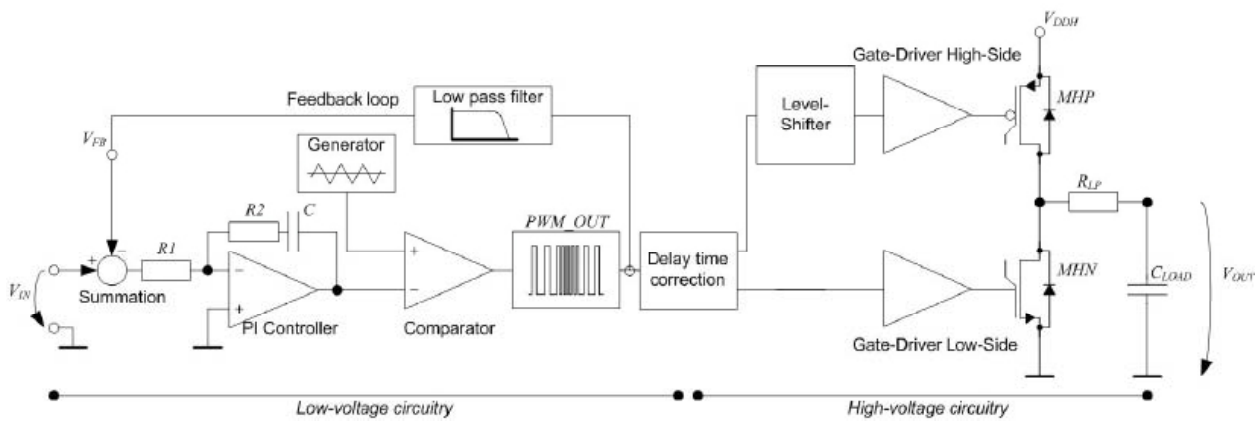 V_DDH
Gate-Driver High-Side
MHP
Feedback loop
Low pass filter
Level-
Shifter
V_FB
Generator
R_LP
R2
C
PWM_OUT
R1
+
−
−
+
+
−
Delay time
correction
V_IN
Summation
MHN
C_LOAD
V_OUT
PI Controller
Comparator
Gate-Driver Low-Side
Low-voltage circuitry
High-voltage circuitry